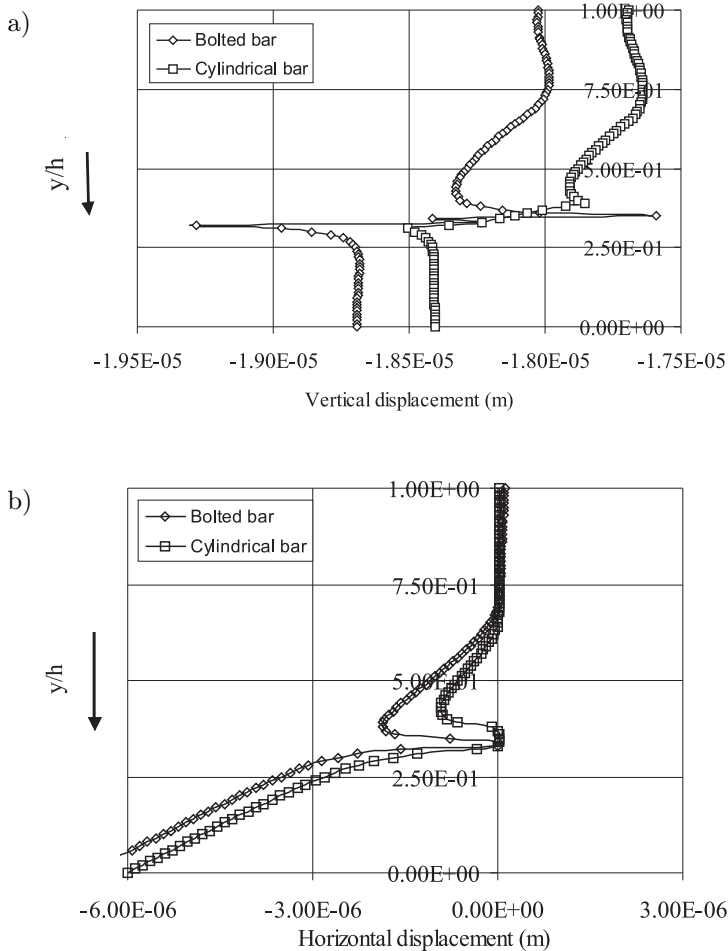 a)
1.00E+00
Bolted bar
Cylindrical bar
7.50E-01
y/h
5.00E-01
2.50E-01
0.00E+00
-1.95E-05 -1.90E-05 -1.85E-05 -1.80E-05 -1.75E-05
Vertical displacement (m)
b)
1.00E+00
Bolted bar
Cylindrical bar
7.50E-01
y/h
5.00E-01
2.50E-01
0.00E+00
-6.00E-06 -3.00E-06 0.00E+00 3.00E-06
Horizontal displacement (m)